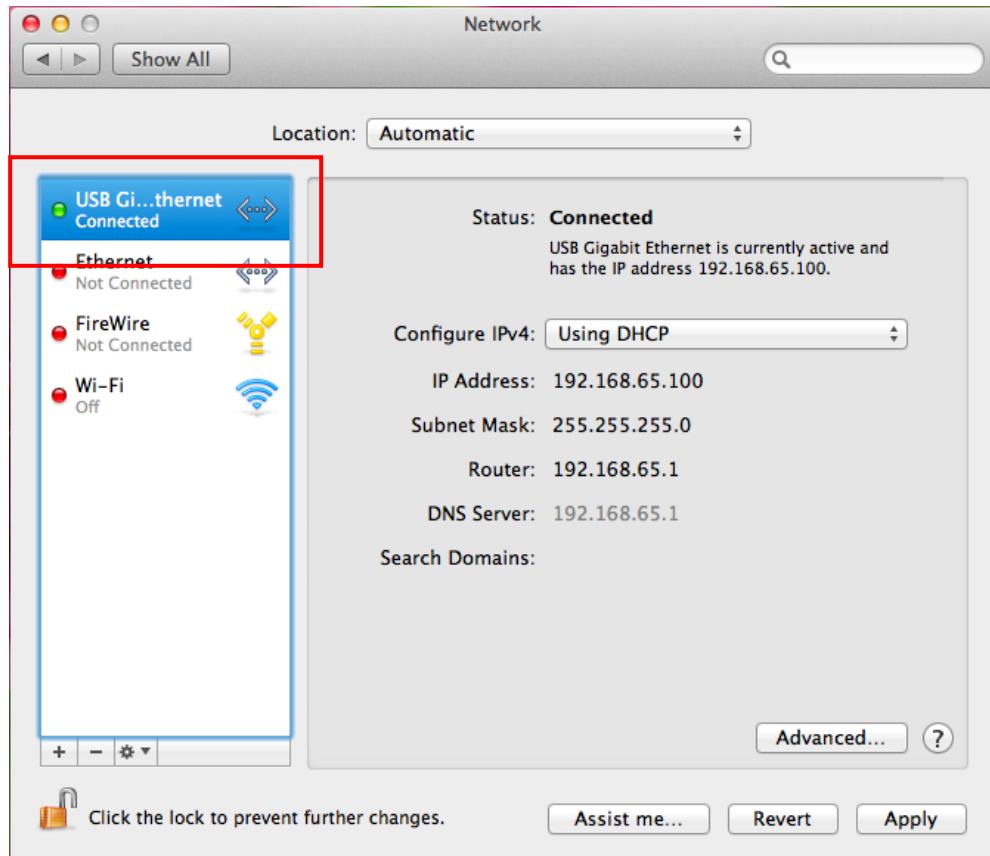 Network
Show All
Location: Automatic
USB Gi...thernet
Connected
Ethernet
Not Connected
FireWire
Not Connected
Wi-Fi
Off
Status: Connected
USB Gigabit Ethernet is currently active and
has the IP address 192.168.65.100.
Configure IPv4: Using DHCP
IP Address: 192.168.65.100
Subnet Mask: 255.255.255.0
Router: 192.168.65.1
DNS Server: 192.168.65.1
Search Domains:
Advanced... ?
Click the lock to prevent further changes.
Assist me... Revert Apply